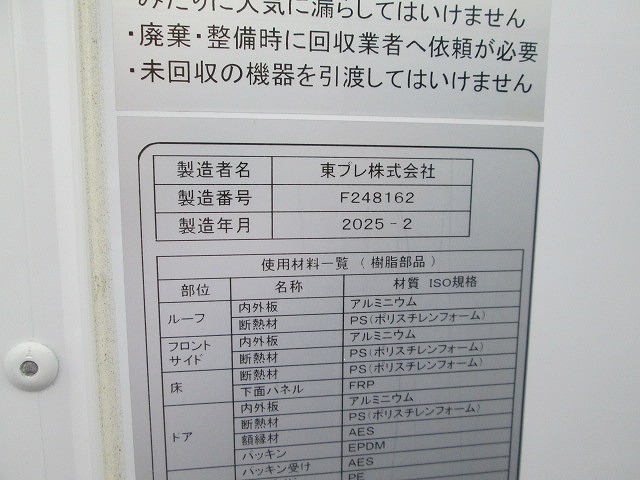 みだりに大気に漏らしてはいけません
・廃棄・整備時に回収業者へ依頼が必要
・未回収の機器を引渡してはいけません
製造者名 東プレ株式会社
製造番号 F248162
製造年月 2025-2
使用材料一覧 (樹脂部品)
部位 名称 材質 ISO規格
ルーフ 内外板 アルミニウム
断熱材 PS(ポリスチレンフォーム)
フロント サイド 内外板 アルミニウム
断熱材 PS(ポリスチレンフォーム)
床 断熱材 PS(ポリスチレンフォーム)
下面パネル FRP
ドア 内外板 アルミニウム
断熱材 PS(ポリスチレンフォーム)
額縁材 AES
パッキン EPDM
パッキン受け AES
PE